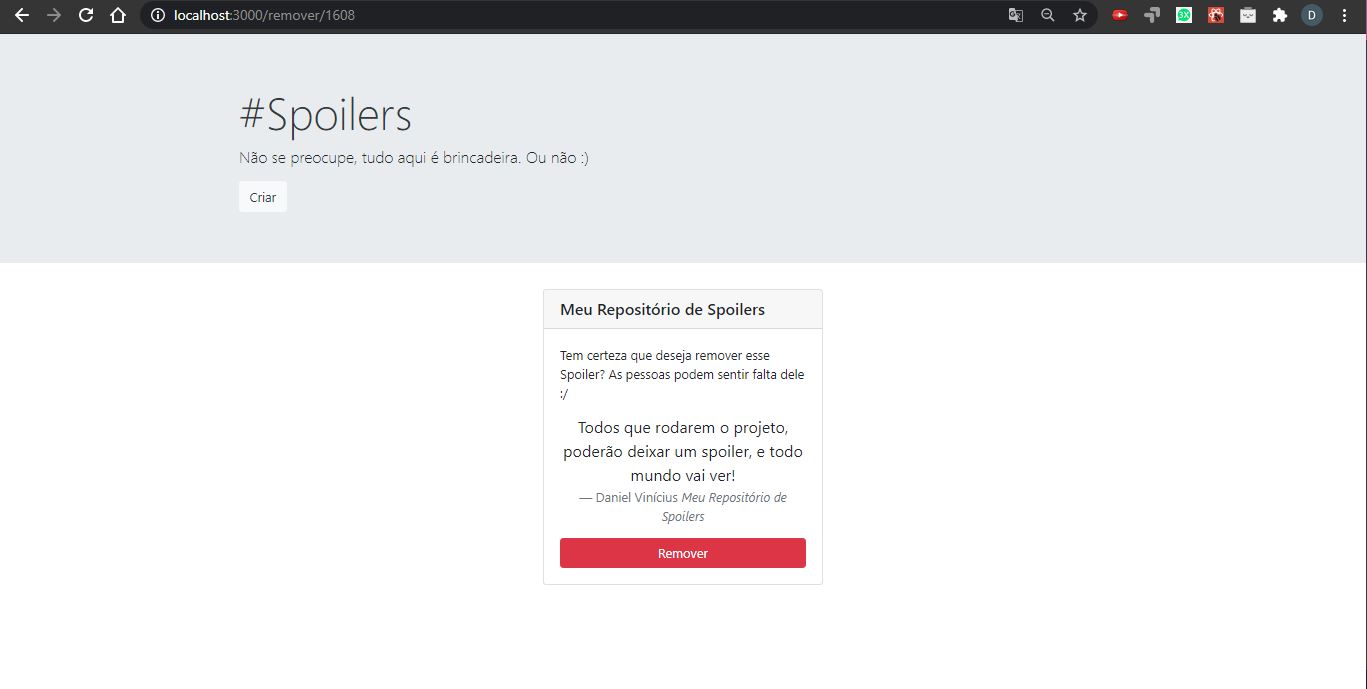 localhost:3000/remover/1608
D
#Spoilers
Não se preocupe, tudo aqui é brincadeira. Ou não :)
Criar
Meu Repositório de Spoilers
Tem certeza que deseja remover esse
Spoiler? As pessoas podem sentir falta dele
:/
Todos que rodarem o projeto,
poderão deixar um spoiler, e todo
mundo vai ver!
— Daniel Vinícius Meu Repositório de
Spoilers
Remover